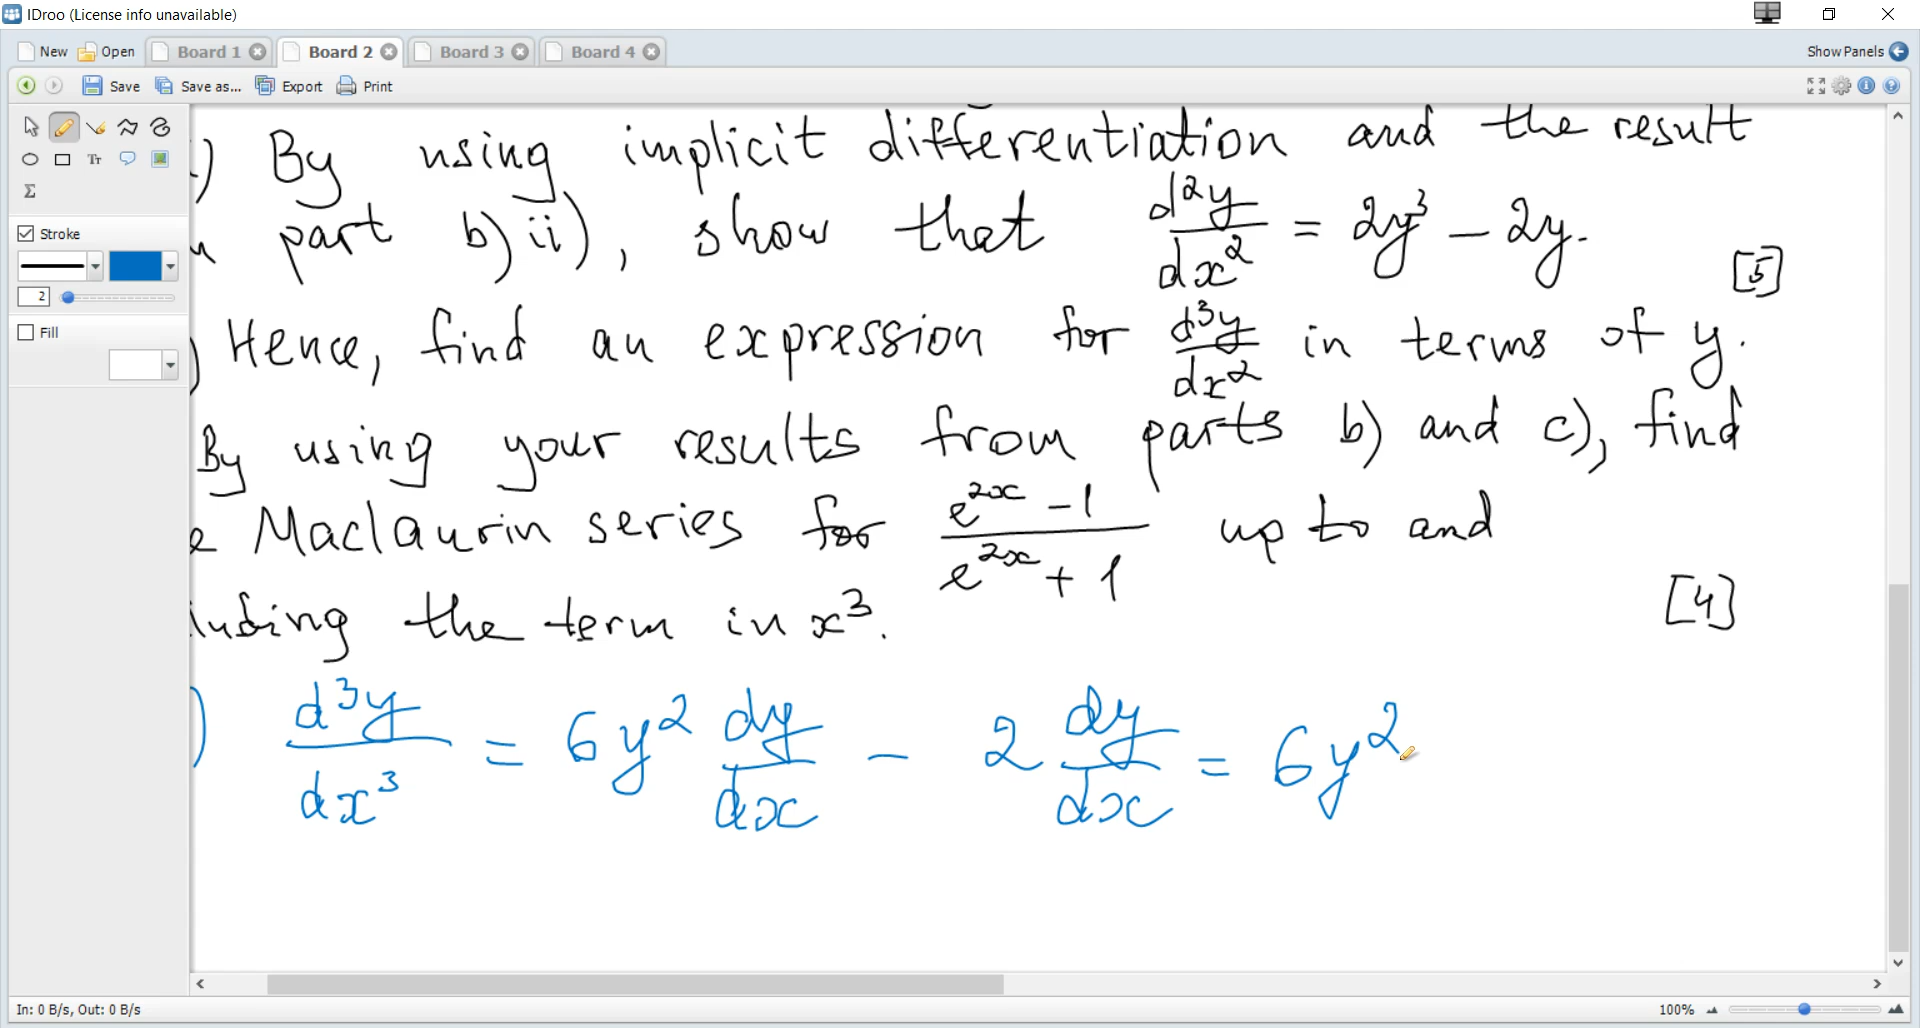 IDroo (License info unavailable)
New Open Board 1 Board 2 Board 3 Board 4 Show Panels
Save Save as... Export Print
Tr
Σ
Stroke
2
Fill
) By using implicit differentiation and the result
part b) ii), show that d²y/dx² = 2y³ - 2y. [5]
) Hence, find an expression for d³y/dx² in terms of y.
By using your results from parts b) and c), find
e Maclaurin series for (e^{2x} - 1)/(e^{2x} + 1) up to and
luding the term in x³. [4]
) d³y/dx³ = 6y² dy/dx - 2 dy/dx = 6y²
In: 0 B/s, Out: 0 B/s 100%